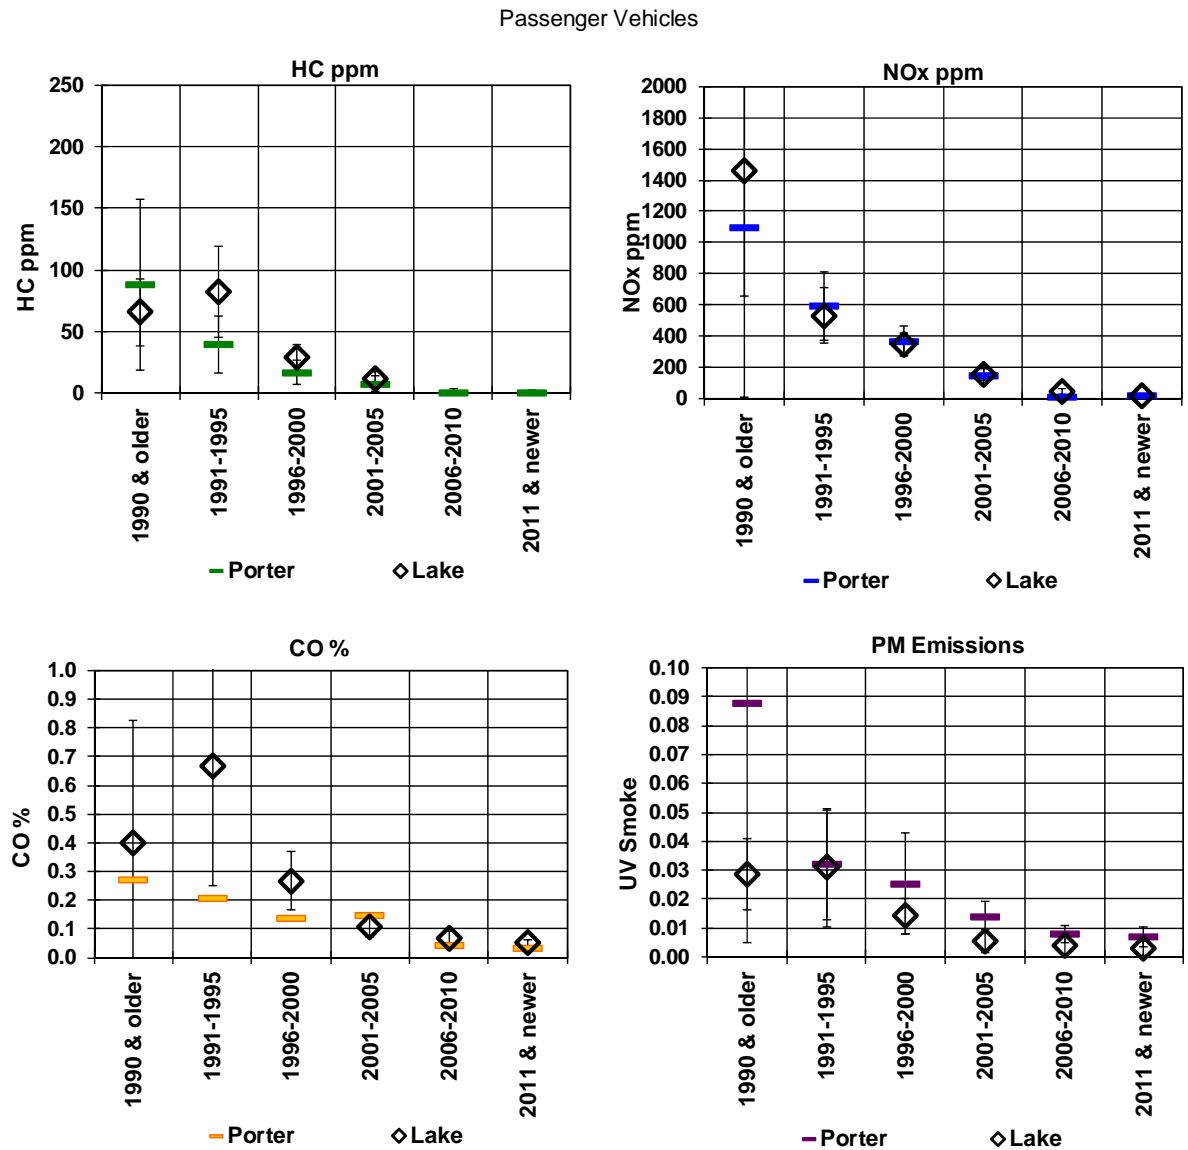 Passenger Vehicles
HC ppm
250
200
150
100
50
0
HC ppm
1990 & older
1991-1995
1996-2000
2001-2005
2006-2010
2011 & newer
Porter
Lake
NOx ppm
2000
1800
1600
1400
1200
1000
800
600
400
200
0
NOx ppm
1990 & older
1991-1995
1996-2000
2001-2005
2006-2010
2011 & newer
Porter
Lake
CO %
1.0
0.9
0.8
0.7
0.6
0.5
0.4
0.3
0.2
0.1
0.0
CO %
1990 & older
1991-1995
1996-2000
2001-2005
2006-2010
2011 & newer
Porter
Lake
PM Emissions
0.10
0.09
0.08
0.07
0.06
0.05
0.04
0.03
0.02
0.01
0.00
UV Smoke
1990 & older
1991-1995
1996-2000
2001-2005
2006-2010
2011 & newer
Porter
Lake